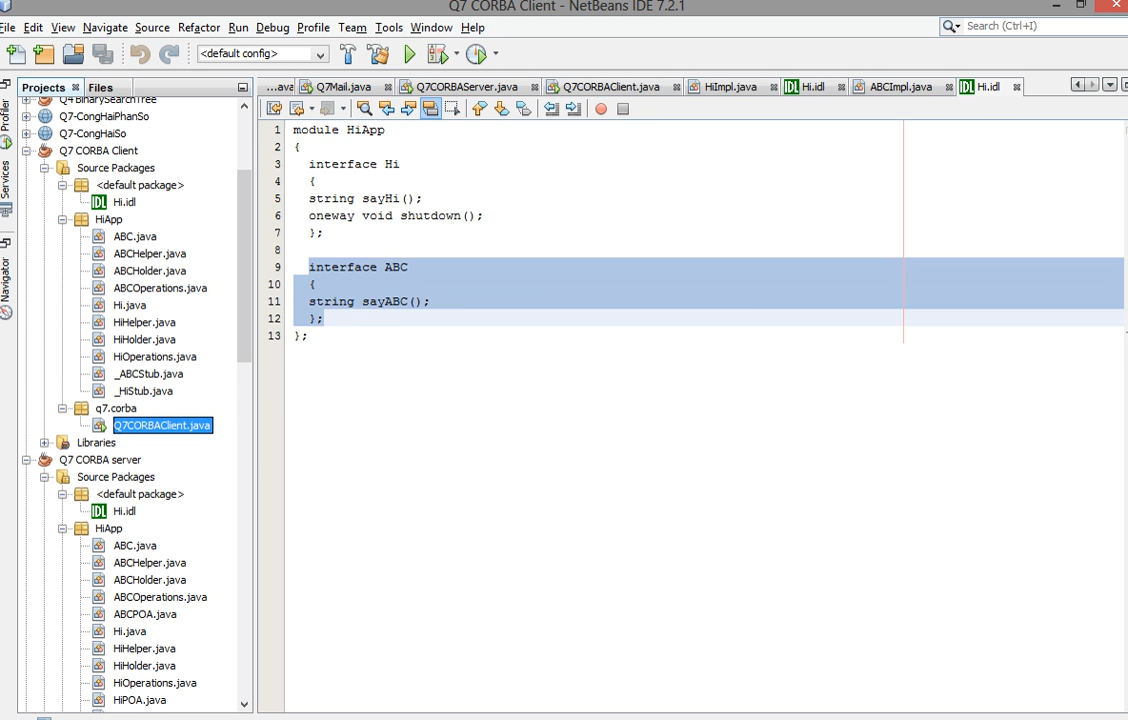 Q7 CORBA Client - NetBeans IDE 7.2.1
File Edit View Navigate Source Refactor Run Debug Profile Team Tools Window Help
Search (Ctrl+I)
<default config>
Projects
Files
...ava
Q7Mail.java
Q7CORBAServer.java
Q7CORBAClient.java
HiImpl.java
IDL Hi.idl
ABCImpl.java
IDL Hi.idl
Profiler
Services
Navigator
Q4 BinarySearchTree
Q7-CongHaiPhanSo
Q7-CongHaiSo
Q7 CORBA Client
Source Packages
<default package>
IDL Hi.idl
HiApp
ABC.java
ABCHelper.java
ABCHolder.java
ABCOperations.java
Hi.java
HiHelper.java
HiHolder.java
HiOperations.java
_ABCStub.java
_HiStub.java
q7.corba
Q7CORBAClient.java
Libraries
Q7 CORBA server
Source Packages
<default package>
IDL Hi.idl
HiApp
ABC.java
ABCHelper.java
ABCHolder.java
ABCOperations.java
ABCPOA.java
Hi.java
HiHelper.java
HiHolder.java
HiOperations.java
HiPOA.java
1 module HiApp
2 {
3 interface Hi
4 {
5 string sayHi();
6 oneway void shutdown();
7 };
8
9 interface ABC
10 {
11 string sayABC();
12 };
13 };